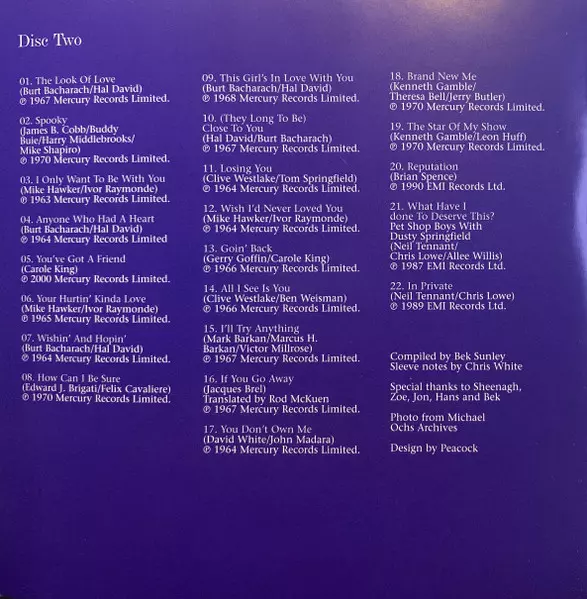 Disc Two
01. The Look Of Love
(Burt Bacharach/Hal David)
℗ 1967 Mercury Records Limited.
02. Spooky
(James B. Cobb/Buddy
Buie/Harry Middlebrooks/
Mike Shapiro)
℗ 1970 Mercury Records Limited.
03. I Only Want To Be With You
(Mike Hawker/Ivor Raymonde)
℗ 1963 Mercury Records Limited.
04. Anyone Who Had A Heart
(Burt Bacharach/Hal David)
℗ 1964 Mercury Records Limited
05. You've Got A Friend
(Carole King)
℗ 2000 Mercury Records Limited.
06. Your Hurtin' Kinda Love
(Mike Hawker/Ivor Raymonde)
℗ 1965 Mercury Records Limited.
07. Wishin' And Hopin'
(Burt Bacharach/Hal David)
℗ 1964 Mercury Records Limited.
08. How Can I Be Sure
(Edward J. Brigati/Felix Cavaliere)
℗ 1970 Mercury Records Limited.
09. This Girl's In Love With You
(Burt Bacharach/Hal David)
℗ 1968 Mercury Records Limited.
10. (They Long To Be)
Close To You
(Hal David/Burt Bacharach)
℗ 1967 Mercury Records Limited.
11. Losing You
(Clive Westlake/Tom Springfield)
℗ 1964 Mercury Records Limited.
12. Wish I'd Never Loved You
(Mike Hawker/Ivor Raymonde)
℗ 1964 Mercury Records Limited.
13. Goin' Back
(Gerry Goffin/Carole King)
℗ 1966 Mercury Records Limited.
14. All I See Is You
(Clive Westlake/Ben Weisman)
℗ 1966 Mercury Records Limited.
15. I'll Try Anything
(Mark Barkan/Marcus H.
Barkan/Victor Millrose)
℗ 1967 Mercury Records Limited.
16. If You Go Away
(Jacques Brel)
Translated by Rod McKuen
℗ 1967 Mercury Records Limited.
17. You Don't Own Me
(David White/John Madara)
℗ 1964 Mercury Records Limited.
18. Brand New Me
(Kenneth Gamble/
Theresa Bell/Jerry Butler)
℗ 1970 Mercury Records Limited.
19. The Star Of My Show
(Kenneth Gamble/Leon Huff)
℗ 1970 Mercury Records Limited.
20. Reputation
(Brian Spence)
℗ 1990 EMI Records Ltd.
21. What Have I
done To Deserve This?
Pet Shop Boys With
Dusty Springfield
(Neil Tennant/
Chris Lowe/Allee Willis)
℗ 1987 EMI Records Ltd.
22. In Private
(Neil Tennant/Chris Lowe)
℗ 1989 EMI Records Ltd.
Compiled by Bek Sunley
Sleeve notes by Chris White
Special thanks to Sheenagh,
Zoe, Jon, Hans and Bek
Photo from Michael
Ochs Archives
Design by Peacock